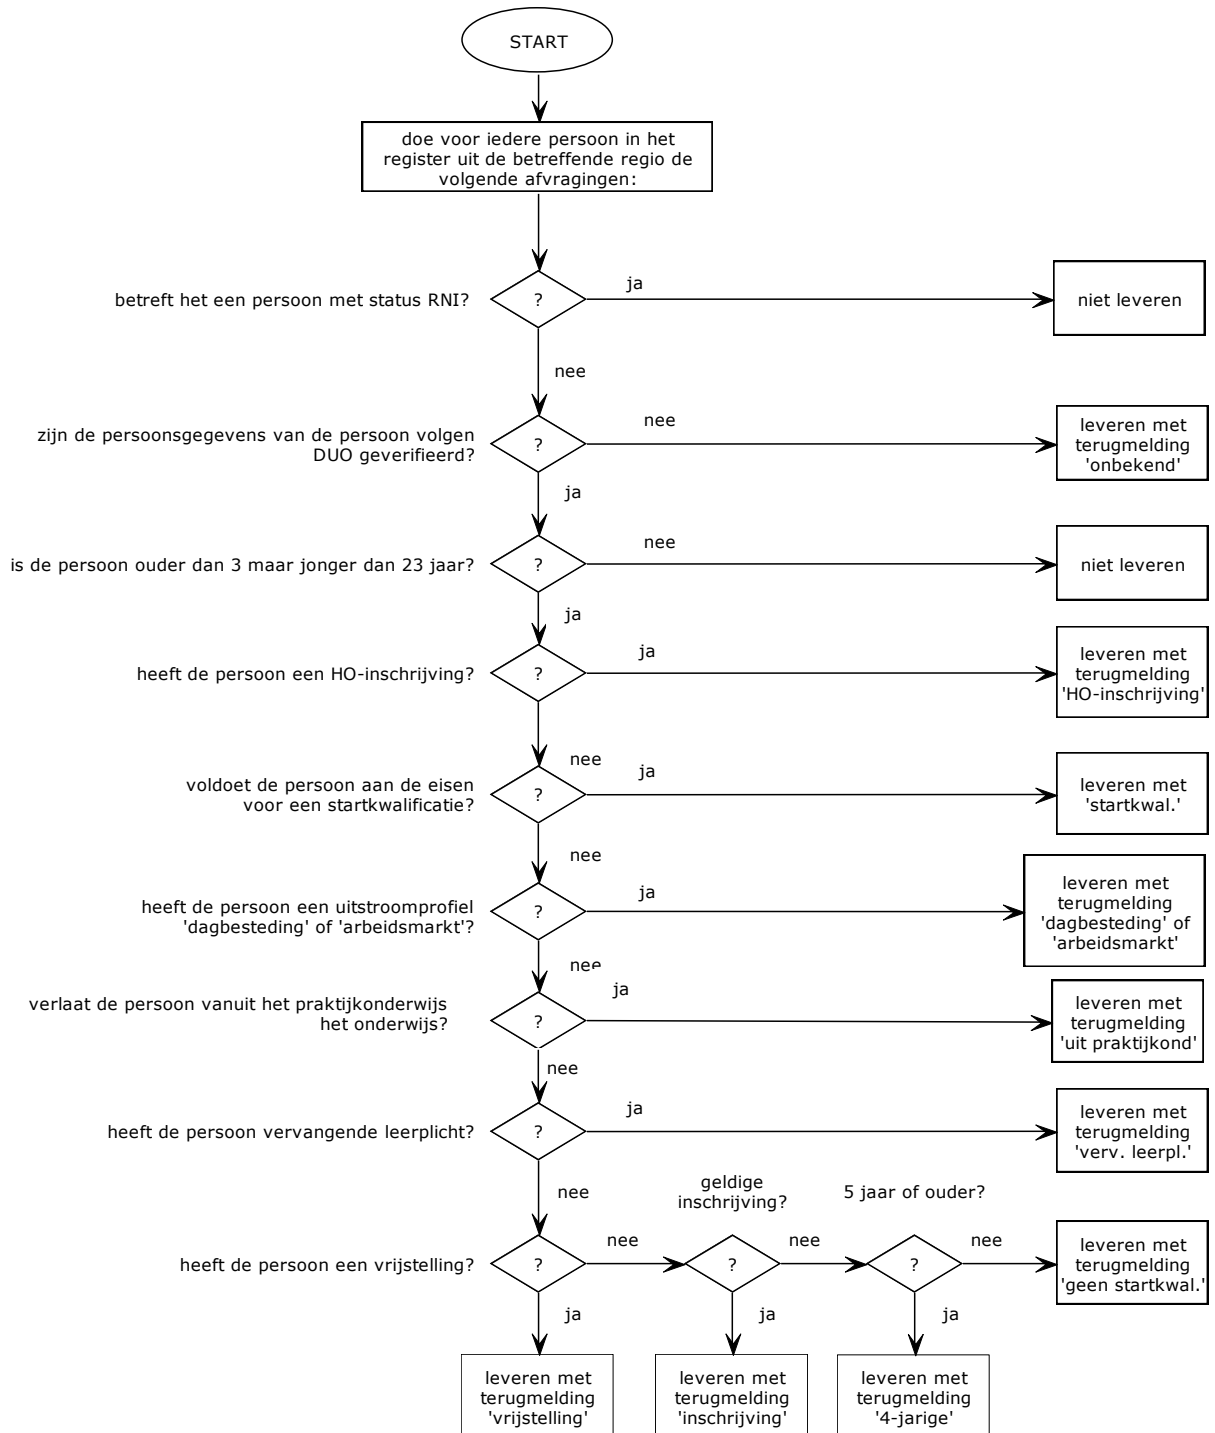 START
doe voor iedere persoon in het
register uit de betreffende regio de
volgende afvragingen:
betreft het een persoon met status RNI?
?
ja
niet leveren
nee
zijn de persoonsgegevens van de persoon volgen
DUO geverifieerd?
?
nee
leveren met
terugmelding
'onbekend'
ja
is de persoon ouder dan 3 maar jonger dan 23 jaar?
?
nee
niet leveren
ja
heeft de persoon een HO-inschrijving?
?
ja
leveren met
terugmelding
'HO-inschrijving'
nee
voldoet de persoon aan de eisen
voor een startkwalificatie?
?
ja
leveren met
'startkwal.'
nee
heeft de persoon een uitstroomprofiel
'dagbesteding' of 'arbeidsmarkt'?
?
ja
leveren met
terugmelding
'dagbesteding' of
'arbeidsmarkt'
nee
verlaat de persoon vanuit het praktijkonderwijs
het onderwijs?
?
ja
leveren met
terugmelding
'uit praktijkond'
nee
heeft de persoon vervangende leerplicht?
?
ja
leveren met
terugmelding
'verv. leerpl.'
nee
heeft de persoon een vrijstelling?
?
nee
geldige
inschrijving?
?
nee
5 jaar of ouder?
?
nee
leveren met
terugmelding
'geen startkwal.'
ja
ja
ja
leveren met
terugmelding
'vrijstelling'
leveren met
terugmelding
'inschrijving'
leveren met
terugmelding
'4-jarige'